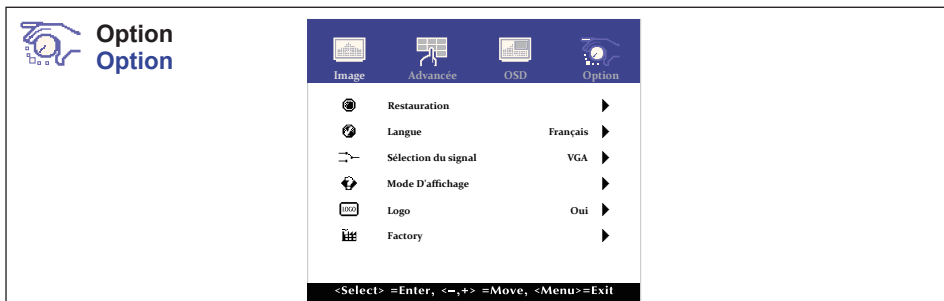 Option
Option
Image Advancée OSD Option
Restauration
Langue Français
Sélection du signal VGA
Mode D'affichage
LOGO Logo Oui
Factory
<Select> =Enter, <–,+> =Move, <Menu>=Exit